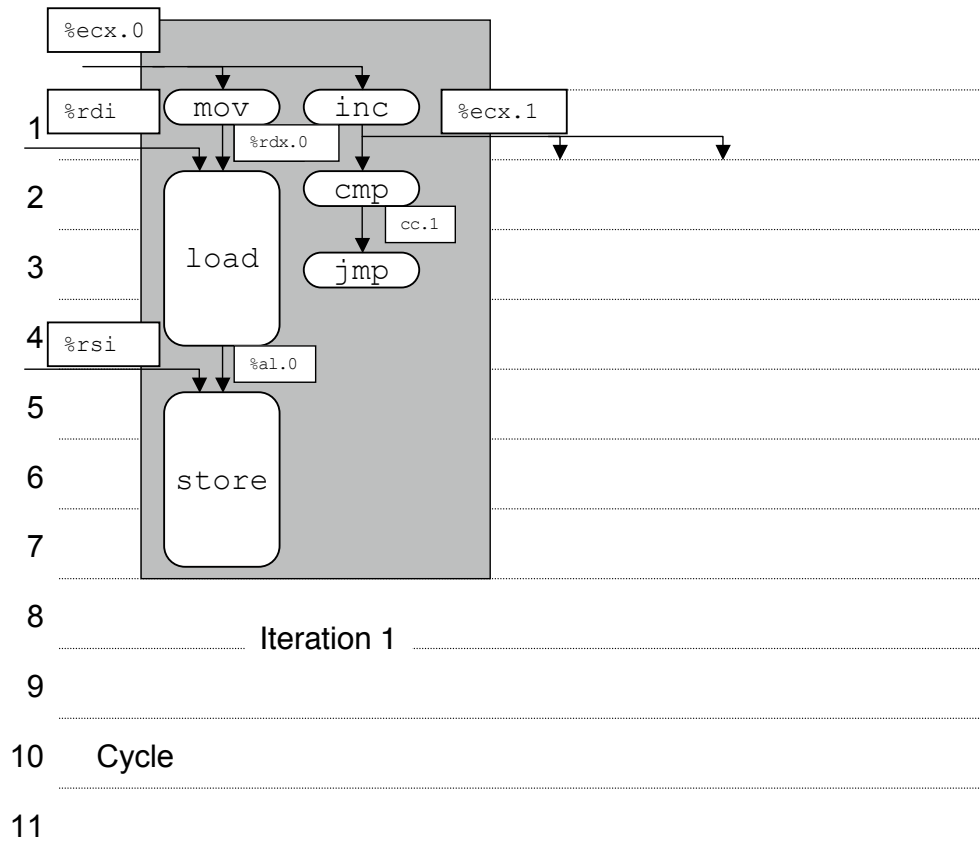 %ecx.0
%rdi
mov
inc
%ecx.1
1
%rdx.0
2
cmp
cc.1
3
load
jmp
4
%rsi
%al.0
5
6
store
7
8
Iteration 1
9
10 Cycle
11